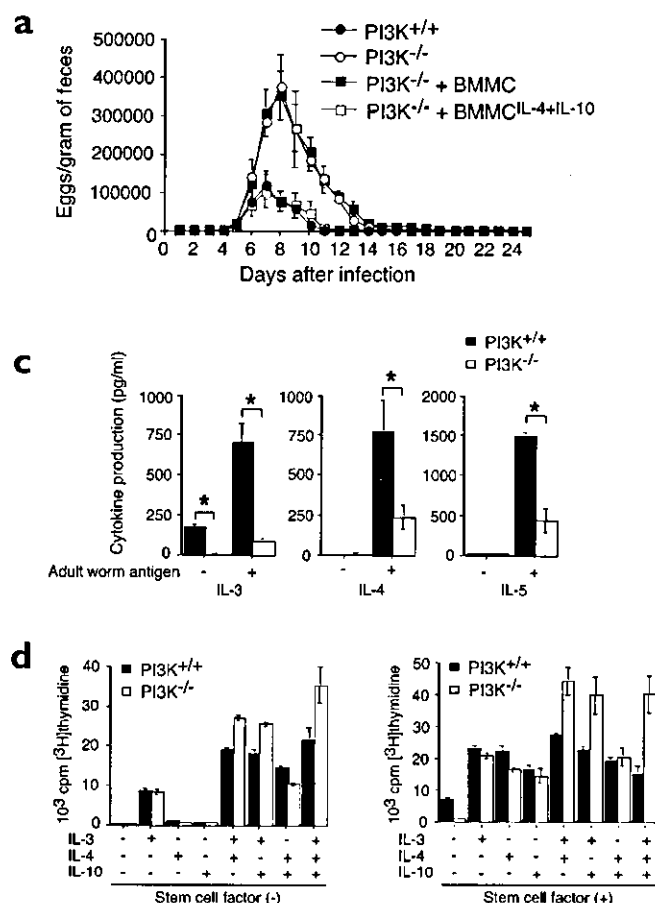 a
PI3K+/+
PI3K-/-
PI3K-/- + BMMC
PI3K-/- + BMMCIL-4+IL-10
Eggs/gram of feces
500000
400000
300000
200000
100000
0
0 2 4 6 8 10 12 14 16 18 20 22 24
Days after infection
c
PI3K+/+
PI3K-/-
Cytokine production (pg/ml)
1000
750
500
250
0
* *
1000
750
500
250
0
*
2000
1500
1000
500
0
*
Adult worm antigen - + - + - +
IL-3 IL-4 IL-5
d
PI3K+/+
PI3K-/-
10³ cpm [³H]thymidine
40
30
20
10
0
IL-3 - + - - + + - +
IL-4 - - + - + - + +
IL-10 - - - + - + + +
Stem cell factor (-)
PI3K+/+
PI3K-/-
10³ cpm [³H]thymidine
50
40
30
20
10
0
- + - - + + - + IL-3
- - + - + - + + IL-4
- - - + - + + + IL-10
Stem cell factor (+)